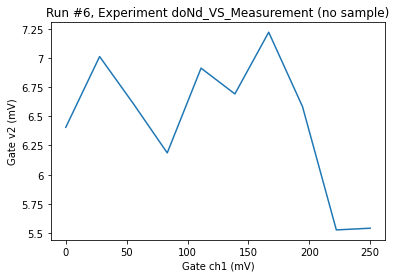 Run #6, Experiment doNd_VS_Measurement (no sample)
7.25
7
6.75
6.5
6.25
6
5.75
5.5
Gate v2 (mV)
0 50 100 150 200 250
Gate ch1 (mV)